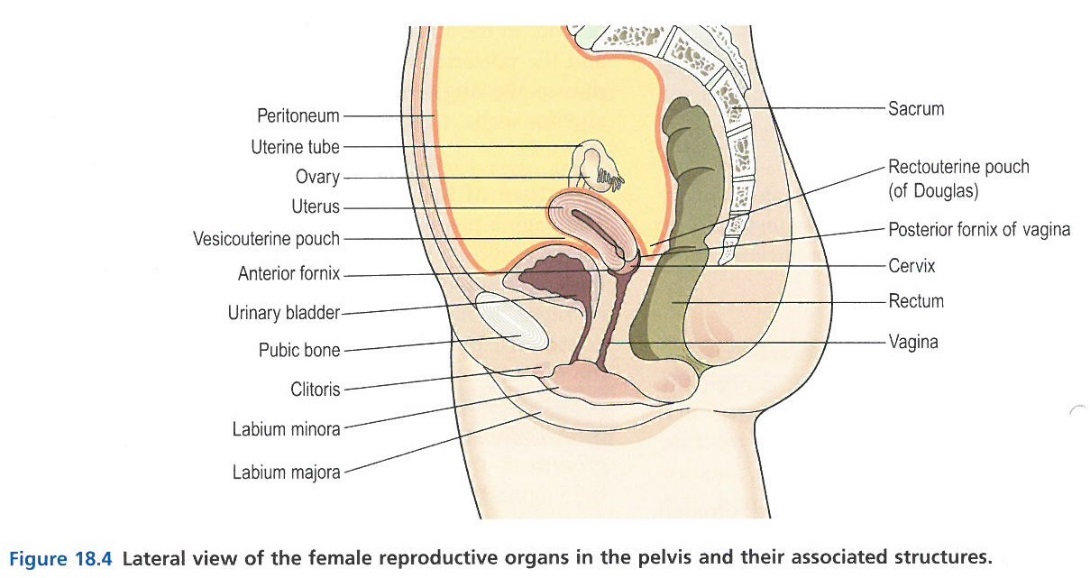 Peritoneum
Uterine tube
Ovary
Uterus
Vesicouterine pouch
Anterior fornix
Urinary bladder
Pubic bone
Clitoris
Labium minora
Labium majora
Sacrum
Rectouterine pouch
(of Douglas)
Posterior fornix of vagina
Cervix
Rectum
Vagina
Figure 18.4 Lateral view of the female reproductive organs in the pelvis and their associated structures.